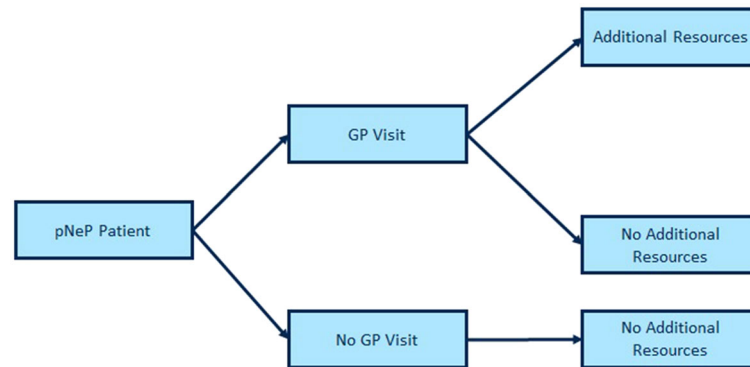 Additional Resources
GP Visit
pNeP Patient
No Additional
Resources
No GP Visit
No Additional
Resources